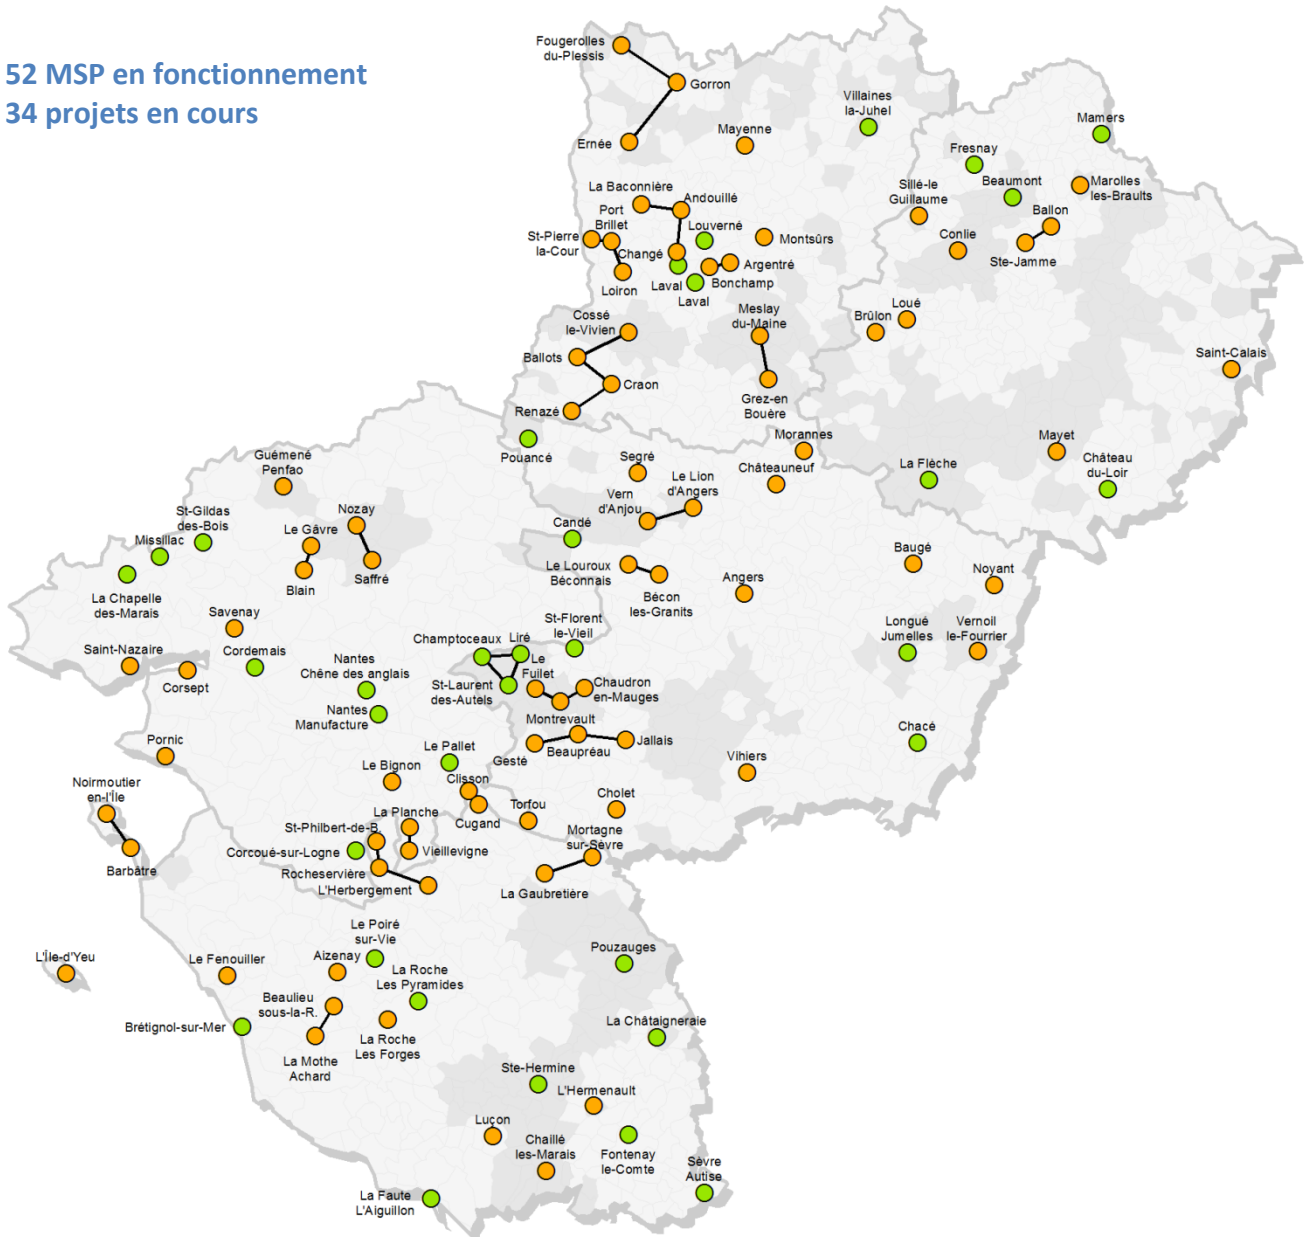 52 MSP en fonctionnement
34 projets en cours
Fougerolles
du-Plessis
Gorron
Ernée
Mayenne
Villaines
la-Juhel
Mamers
Fresnay
Beaumont
Marolles
les-Braults
Sillé-le
Guillaume
Ballon
Conlie
Ste-Jamme
La Baconnière
Andouillé
Port
Brillet
Louverné
St-Pierre
la-Cour
Changé
Montsûrs
Argentré
Loiron
Laval
Bonchamp
Laval
Cossé
le-Vivien
Meslay
du-Maine
Brûlon
Loué
Ballots
Craon
Saint-Calais
Renazé
Grez-en
Bouère
Pouancé
Morannes
Mayet
Segré
Châteauneuf
La Flèche
Château
du-Loir
Guémené
Penfao
Le Lion
d'Angers
Vern
d'Anjou
St-Gildas
des-Bois
Nozay
Candé
Missillac
Le Gâvre
Baugé
La Chapelle
des-Marais
Blain
Saffré
Le Louroux
Béconnais
Bécon
les-Granits
Angers
Noyant
Savenay
St-Florent
le-Vieil
Longué
Jumelles
Vernoil
le-Fourrier
Saint-Nazaire
Cordemais
Champtoceaux
Liré
Corsept
Nantes
Chêne des anglais
Le
Fuilet
Chaudron
en-Mauges
St-Laurent
des-Autels
Nantes
Manufacture
Montrevault
Chacé
Pornic
Le Pallet
Gesté
Beaupréau
Jallais
Vihiers
Le Bignon
Clisson
Noirmoutier
en-l'Île
La Planche
Cugand
Torfou
Cholet
St-Philbert-de-B.
Mortagne
sur-Sèvre
Corcoué-sur-Logne
Vieillevigne
Barbâtre
Rocheservière
L'Herbergement
La Gaubretière
Le Poiré
sur-Vie
L'Île-d'Yeu
Le Fenouiller
Aizenay
Pouzauges
La Roche
Les Pyramides
Beaulieu
sous-la-R.
Brétignol-sur-Mer
La Châtaigneraie
La Roche
Les Forges
La Mothe
Achard
Ste-Hermine
L'Hermenault
Luçon
Chaillé
les-Marais
Fontenay
le-Comte
Sèvre
Autise
La Faute
L'Aiguillon